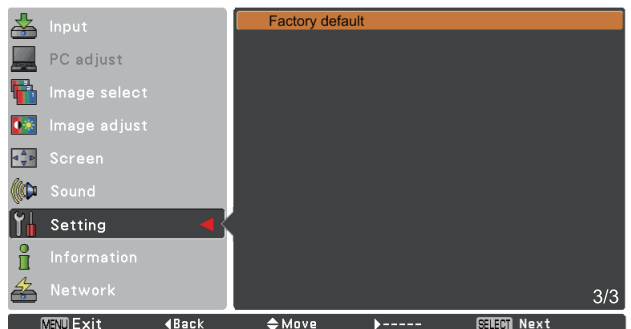 Input
PC adjust
Image select
Image adjust
Screen
Sound
Setting
Information
Network
Factory default
3/3
MENU Exit ◀Back ◆Move ▶----- SELECT Next